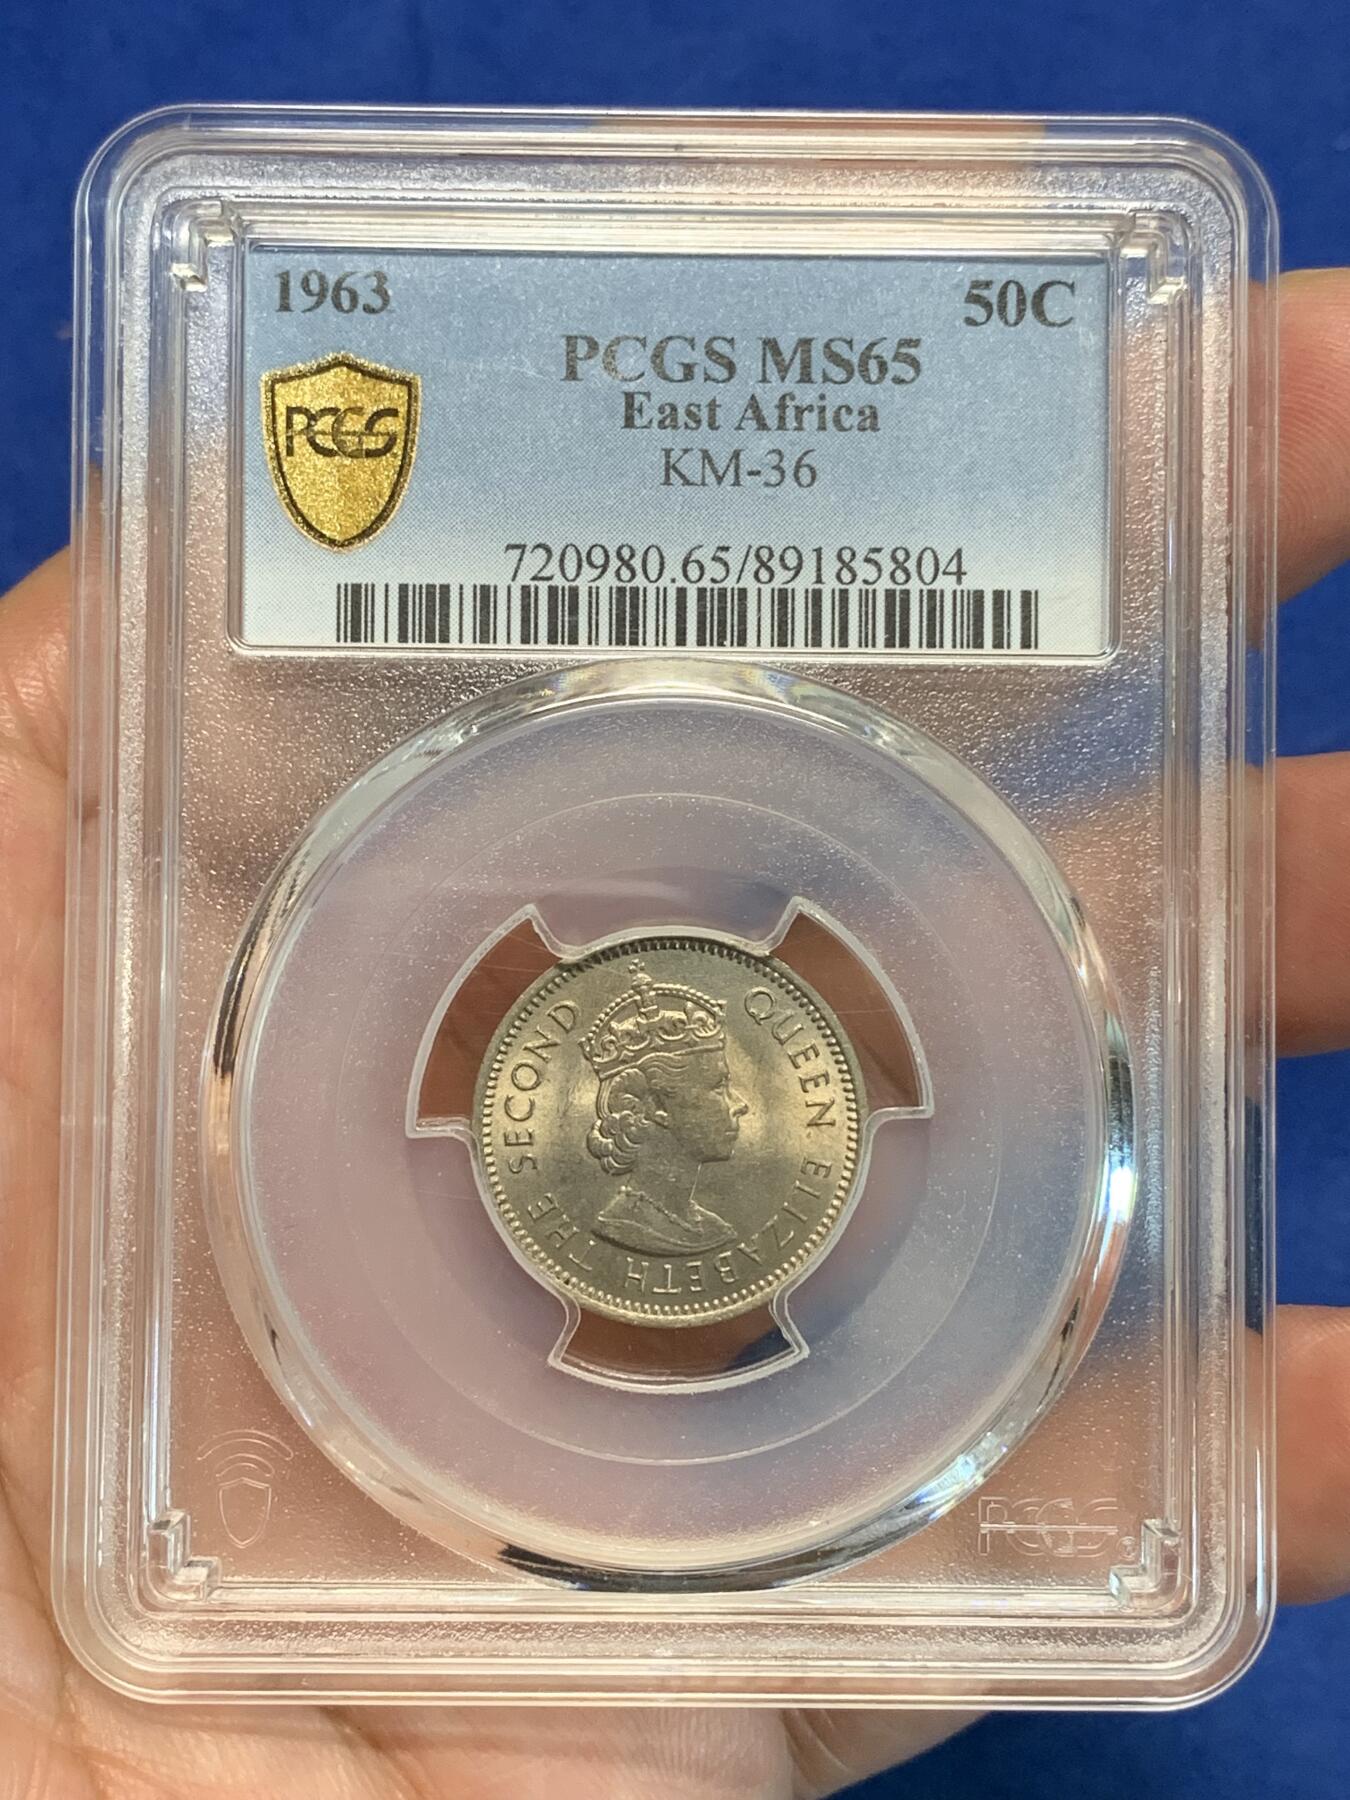 1963
50C
PCGS MS65
East Africa
KM-36
PCGS
720980.65/89185804
QUEEN ELIZABETH THE SECOND
PCGS